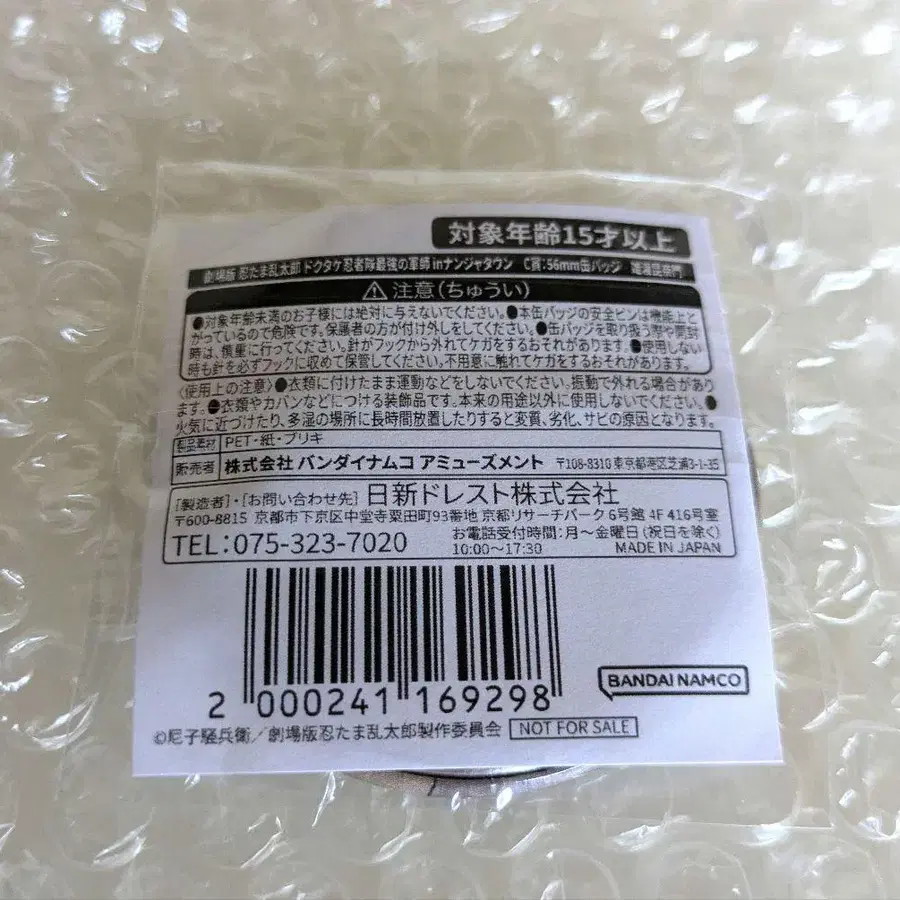 対象年齢15才以上
劇場版 忍たま乱太郎 ドクタケ忍者隊最強の軍師 inナンジャタウン C賞:56mm缶バッジ
⚠ 注意(ちゅうい)
●対象年齢未満のお子様には絶対に与えないでください。●本缶バッジの安全ピンは機能上と
がっているので危険です。保護者の方が付け外しをしてください。●缶バッジを取り扱う際や開封
時は、慎重に行ってください。針がフックから外れてケガをするおそれがあります。●使用しない
時も針を必ずフックに収めて保管してください。不用意に触れてケガをするおそれがあります。
〈使用上の注意〉●衣類に付けたまま運動などをしないでください。振動で外れる場合があり
ます。●衣類やカバンなどにつける装飾品です。本来の用途以外に使用しないでください。●
火気に近づけたり、多湿の場所に長時間放置したりすると変質、劣化、サビの原因となります。
製品素材 PET・紙・ブリキ
販売者 株式会社 バンダイナムコ アミューズメント 〒108-8310 東京都港区芝浦3-1-35
[製造者]・[お問い合わせ先] 日新ドレスト株式会社
〒600-8815 京都市下京区中堂寺粟田町93番地 京都リサーチパーク 6号館 4F 416号室
TEL:075-323-7020 お電話受付時間:月~金曜日(祝日を除く)
10:00~17:30 MADE IN JAPAN
2 000241 169298
BANDAI NAMCO
©尼子騒兵衛/劇場版忍たま乱太郎製作委員会 NOT FOR SALE